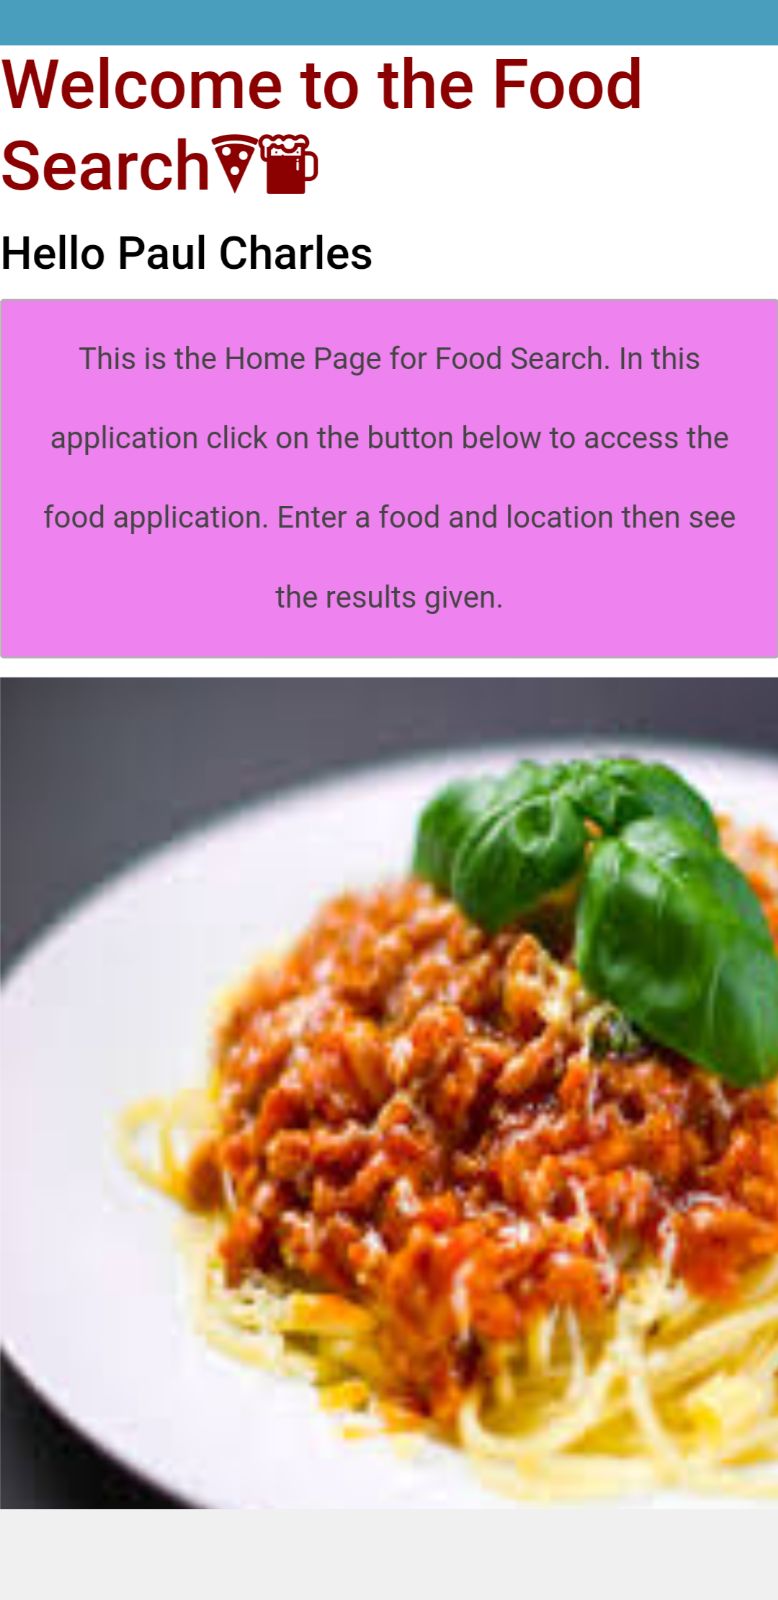 Welcome to the Food
Search
Hello Paul Charles
This is the Home Page for Food Search. In this
application click on the button below to access the
food application. Enter a food and location then see
the results given.